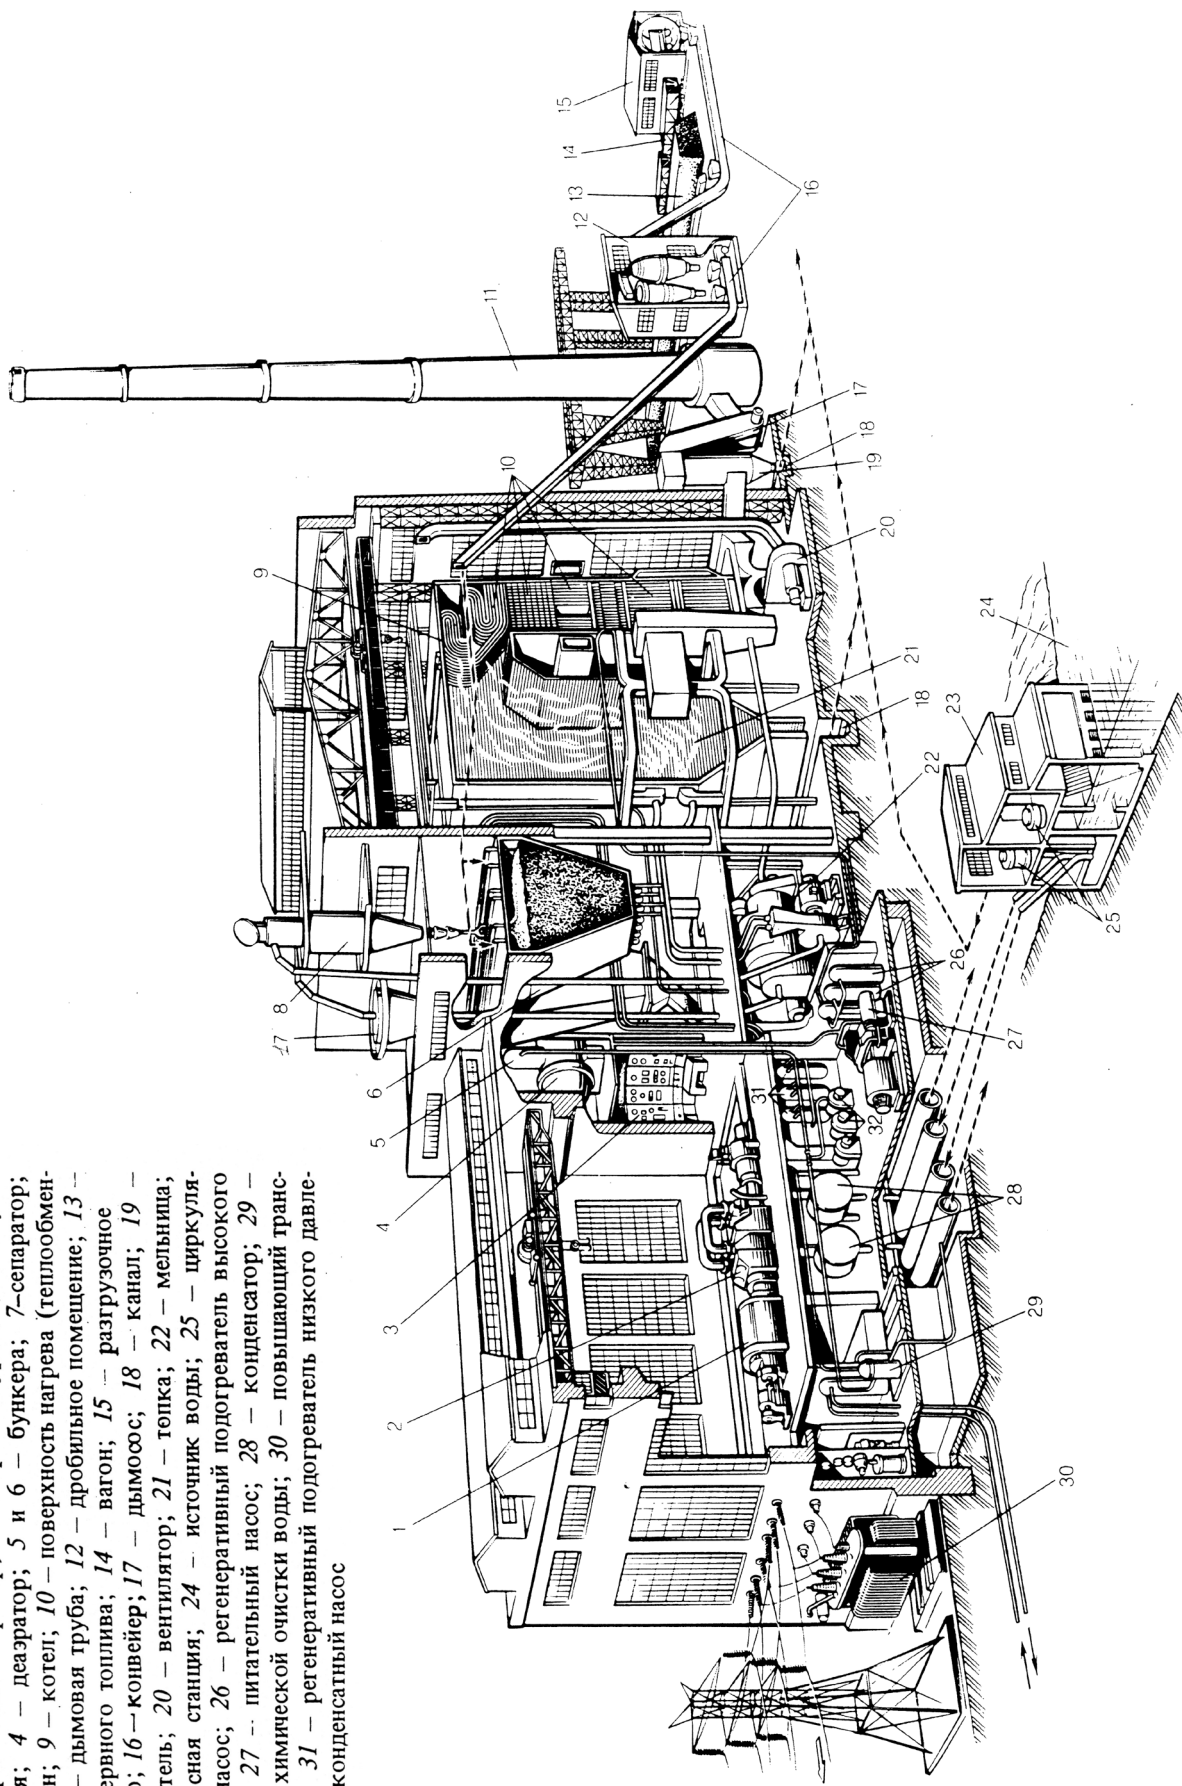 я; 4 — деаэратор; 5 и 6 — бункера; 7–сепаратор;
н; 9 — котел; 10 — поверхность нагрева (теплообмен-
— дымовая труба; 12 — дробильное помещение; 13 —
ервного топлива; 14 — вагон; 15 — разгрузочное
о; 16 — конвейер; 17 — дымосос; 18 — канал; 19 —
тель; 20 — вентилятор; 21 — топка; 22 — мельница;
сная станция; 24 — источник воды; 25 — циркуля-
насос; 26 — регенеративный подогреватель высокого
27 — питательный насос; 28 — конденсатор; 29 —
химической очистки воды; 30 — повышающий транс-
31 — регенеративный подогреватель низкого давле-
конденсатный насос
1
2
3
4
5
6
17
8
9
10
11
12
13
14
15
16
17
18
19
20
21
18
22
23
24
25
26
27
31
32
28
29
30